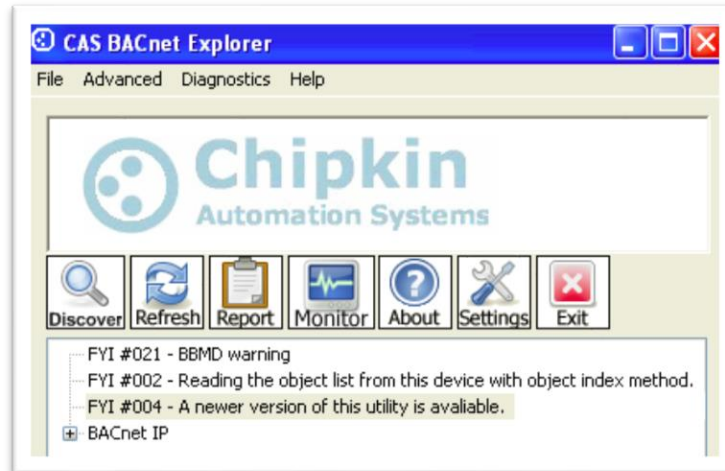 CAS BACnet Explorer
File Advanced Diagnostics Help
Chipkin
Automation Systems
Discover Refresh Report Monitor About Settings Exit
FYI #021 - BBMD warning
FYI #002 - Reading the object list from this device with object index method.
FYI #004 - A newer version of this utility is avaliable.
BACnet IP